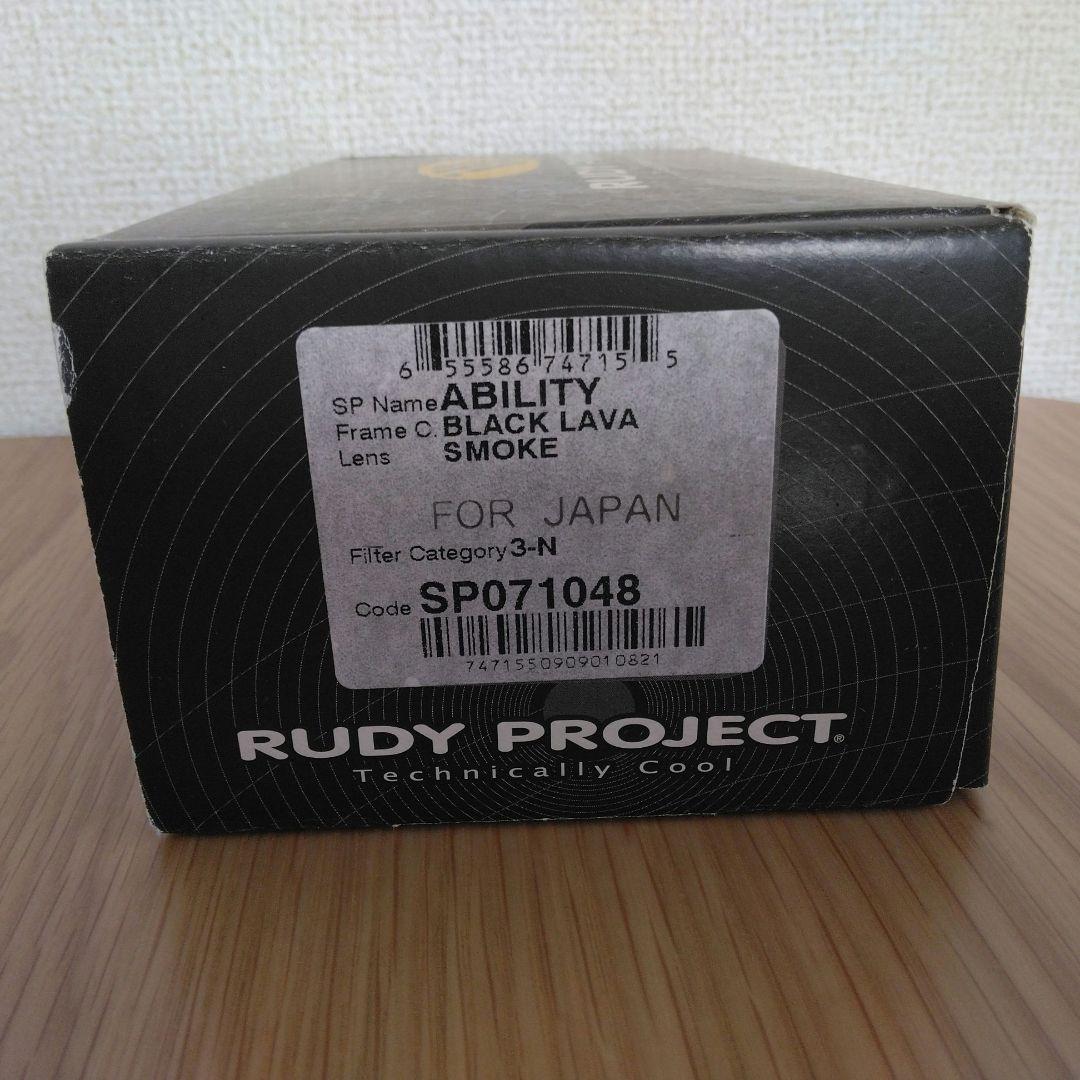 RUDY
6 55586 74715 5
SP Name ABILITY
Frame C. BLACK LAVA
Lens SMOKE
FOR JAPAN
Filter Category 3-N
Code SP071048
7471550909010821
RUDY PROJECT®
Technically Cool